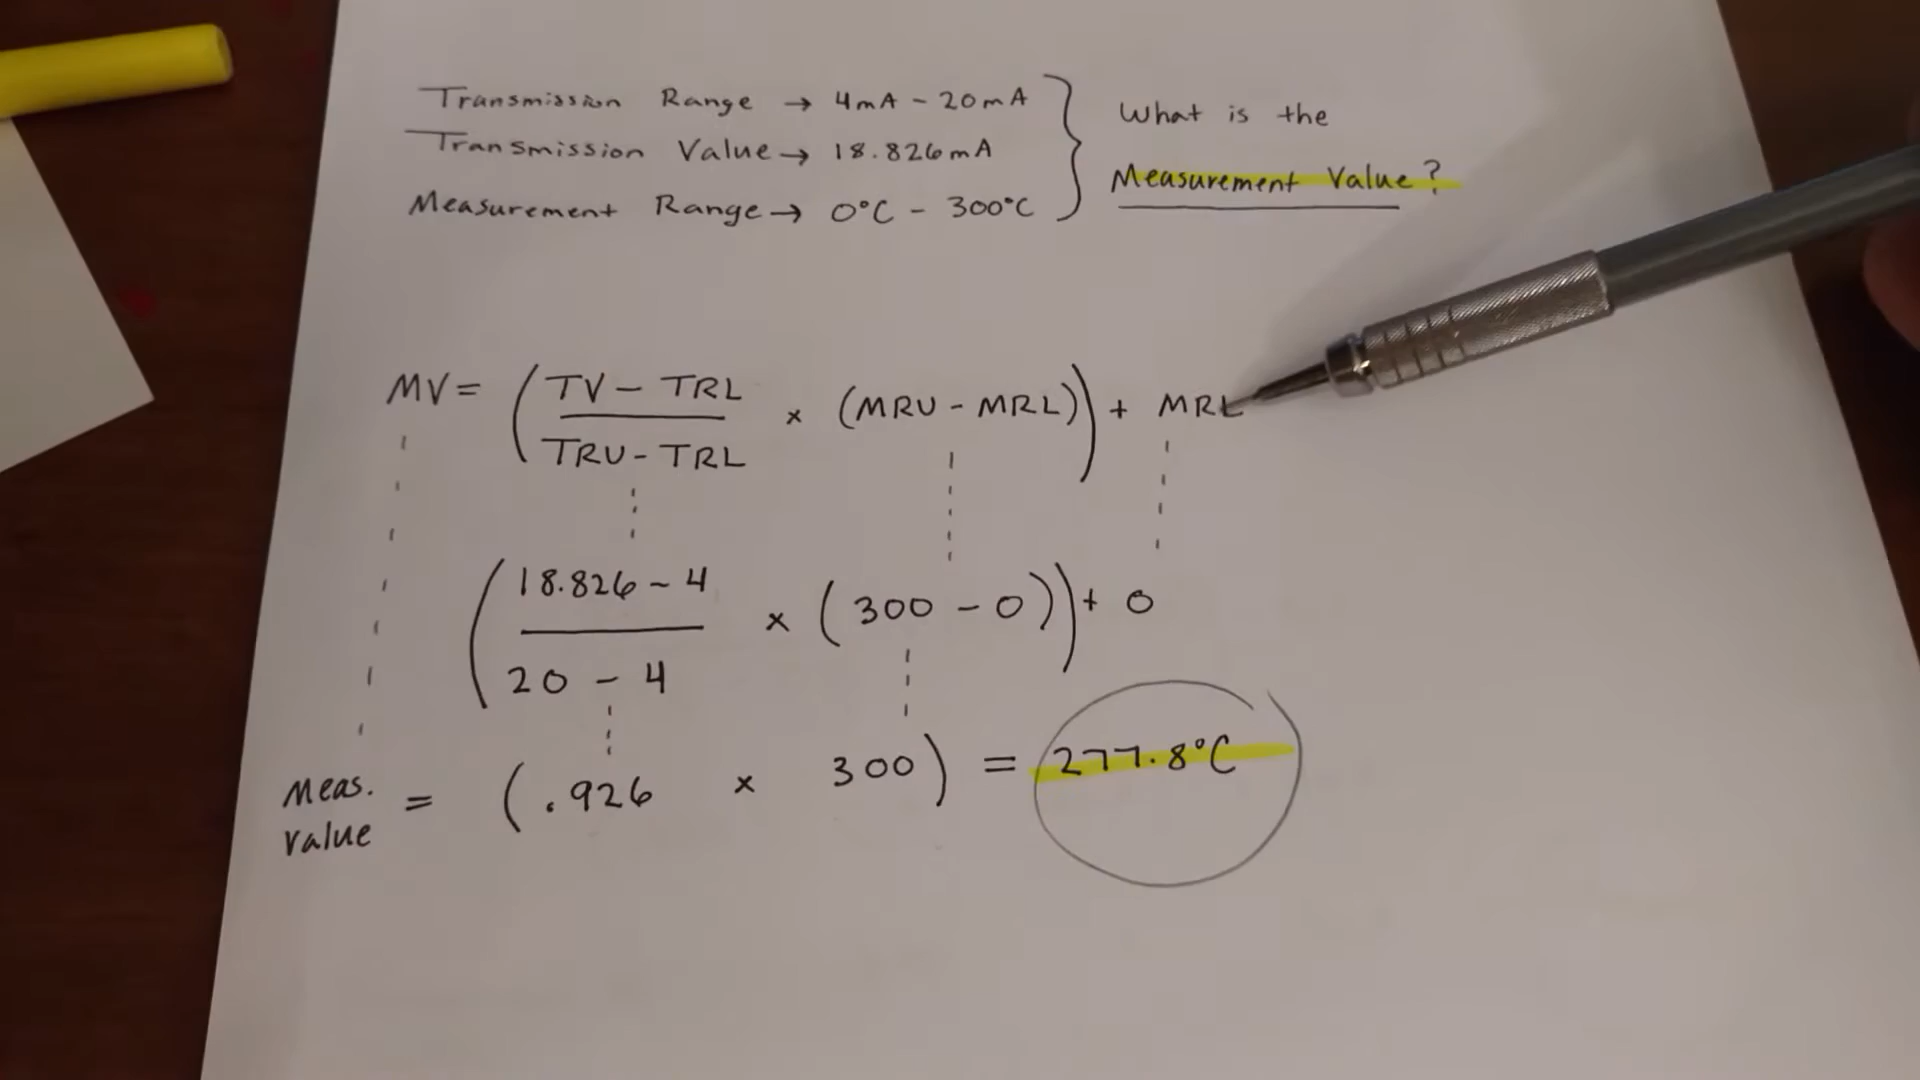 Transmission Range → 4mA - 20mA
Transmission Value → 18.826mA
Measurement Range → 0°C - 300°C
What is the
Measurement Value?
MV = (TV - TRL / TRU - TRL × (MRU - MRL)) + MRL
(18.826 - 4 / 20 - 4 × (300 - 0)) + 0
Meas. value = (.926 × 300) = 277.8°C